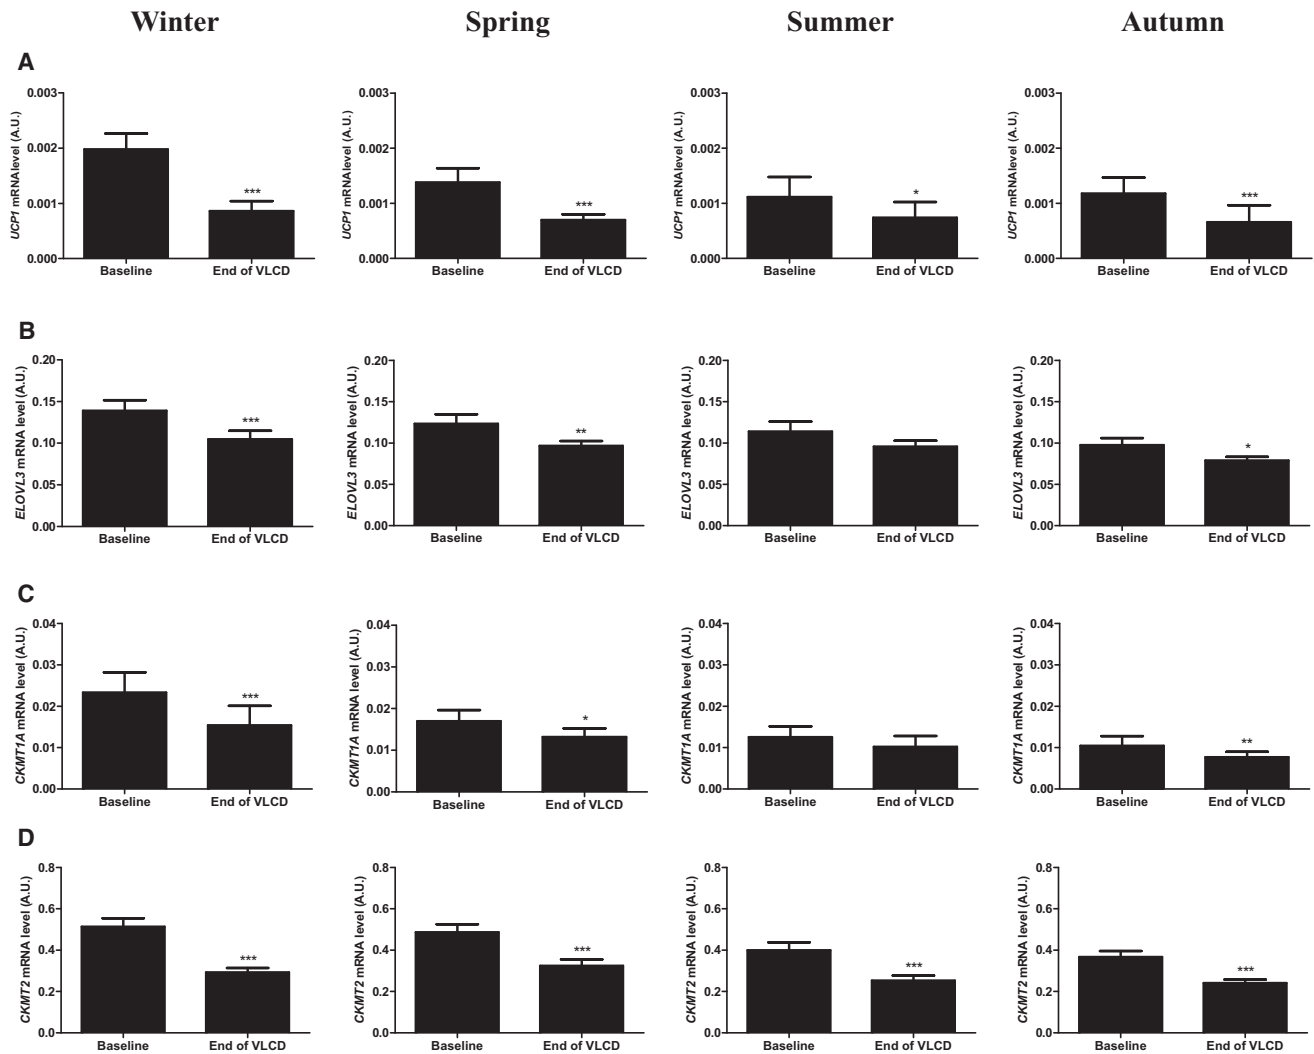 Winter Spring Summer Autumn
A
UCP1 mRNAlevel (A.U.) UCP1 mRNAlevel (A.U.) UCP1 mRNAlevel (A.U.) UCP1 mRNAlevel (A.U.)
0.003 0.003 0.003 0.003
0.002 0.002 0.002 0.002
*** *** * ***
0.001 0.001 0.001 0.001
0.000 0.000 0.000 0.000
Baseline End of VLCD Baseline End of VLCD Baseline End of VLCD Baseline End of VLCD
B
ELOVL3 mRNA level (A.U.) ELOVL3 mRNA level (A.U.) ELOVL3 mRNA level (A.U.) ELOVL3 mRNA level (A.U.)
0.20 0.20 0.20 0.20
0.15 0.15 0.15 0.15
*** ** *
0.10 0.10 0.10 0.10
0.05 0.05 0.05 0.05
0.00 0.00 0.00 0.00
Baseline End of VLCD Baseline End of VLCD Baseline End of VLCD Baseline End of VLCD
C
CKMT1A mRNA level (A.U.) CKMT1A mRNA level (A.U.) CKMT1A mRNA level (A.U.) CKMT1A mRNA level (A.U.)
0.04 0.04 0.04 0.04
0.03 0.03 0.03 0.03
*** * **
0.02 0.02 0.02 0.02
0.01 0.01 0.01 0.01
0.00 0.00 0.00 0.00
Baseline End of VLCD Baseline End of VLCD Baseline End of VLCD Baseline End of VLCD
D
CKMT2 mRNA level (A.U.) CKMT2 mRNA level (A.U.) CKMT2 mRNA level (A.U.) CKMT2 mRNA level (A.U.)
0.8 0.8 0.8 0.8
0.6 0.6 0.6 0.6
0.4 0.4 0.4 0.4
*** *** *** ***
0.2 0.2 0.2 0.2
0.0 0.0 0.0 0.0
Baseline End of VLCD Baseline End of VLCD Baseline End of VLCD Baseline End of VLCD